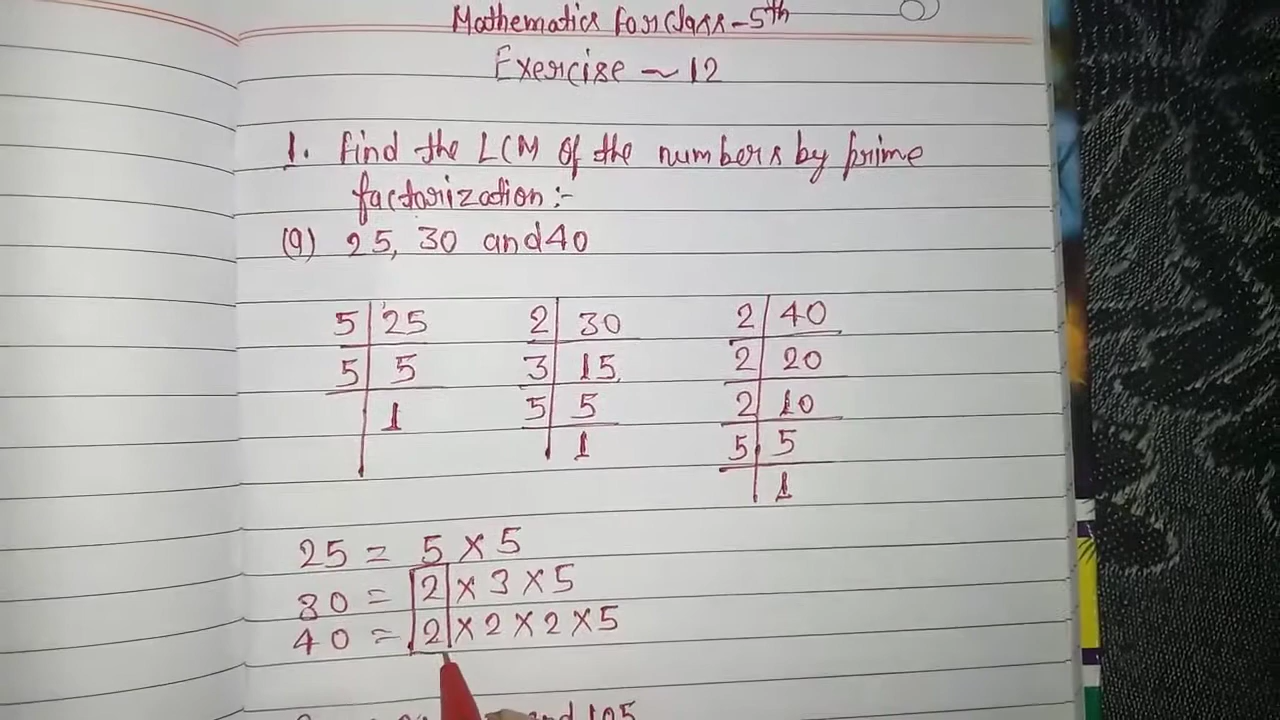 Mathematics For Class-5th
Exercise ~ 12
1. Find the LCM of the numbers by prime
factorization :-
(a) 25, 30 and 40
5 | 25
5 | 5
1
2 | 30
3 | 15
5 | 5
1
2 | 40
2 | 20
2 | 10
5 | 5
1
25 = 5 × 5
30 = 2 × 3 × 5
40 = 2 × 2 × 2 × 5
and 105